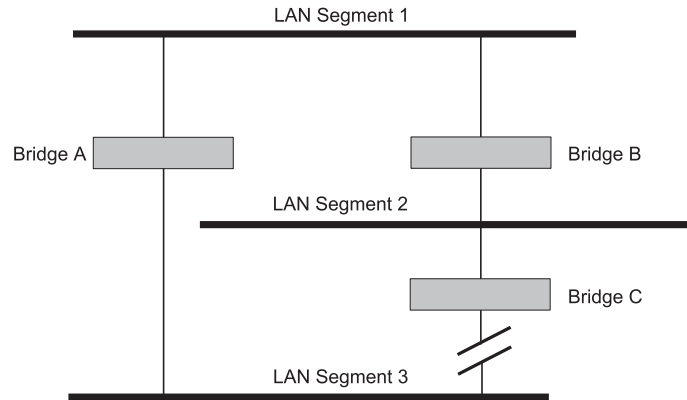 LAN Segment 1
Bridge A
Bridge B
LAN Segment 2
Bridge C
LAN Segment 3